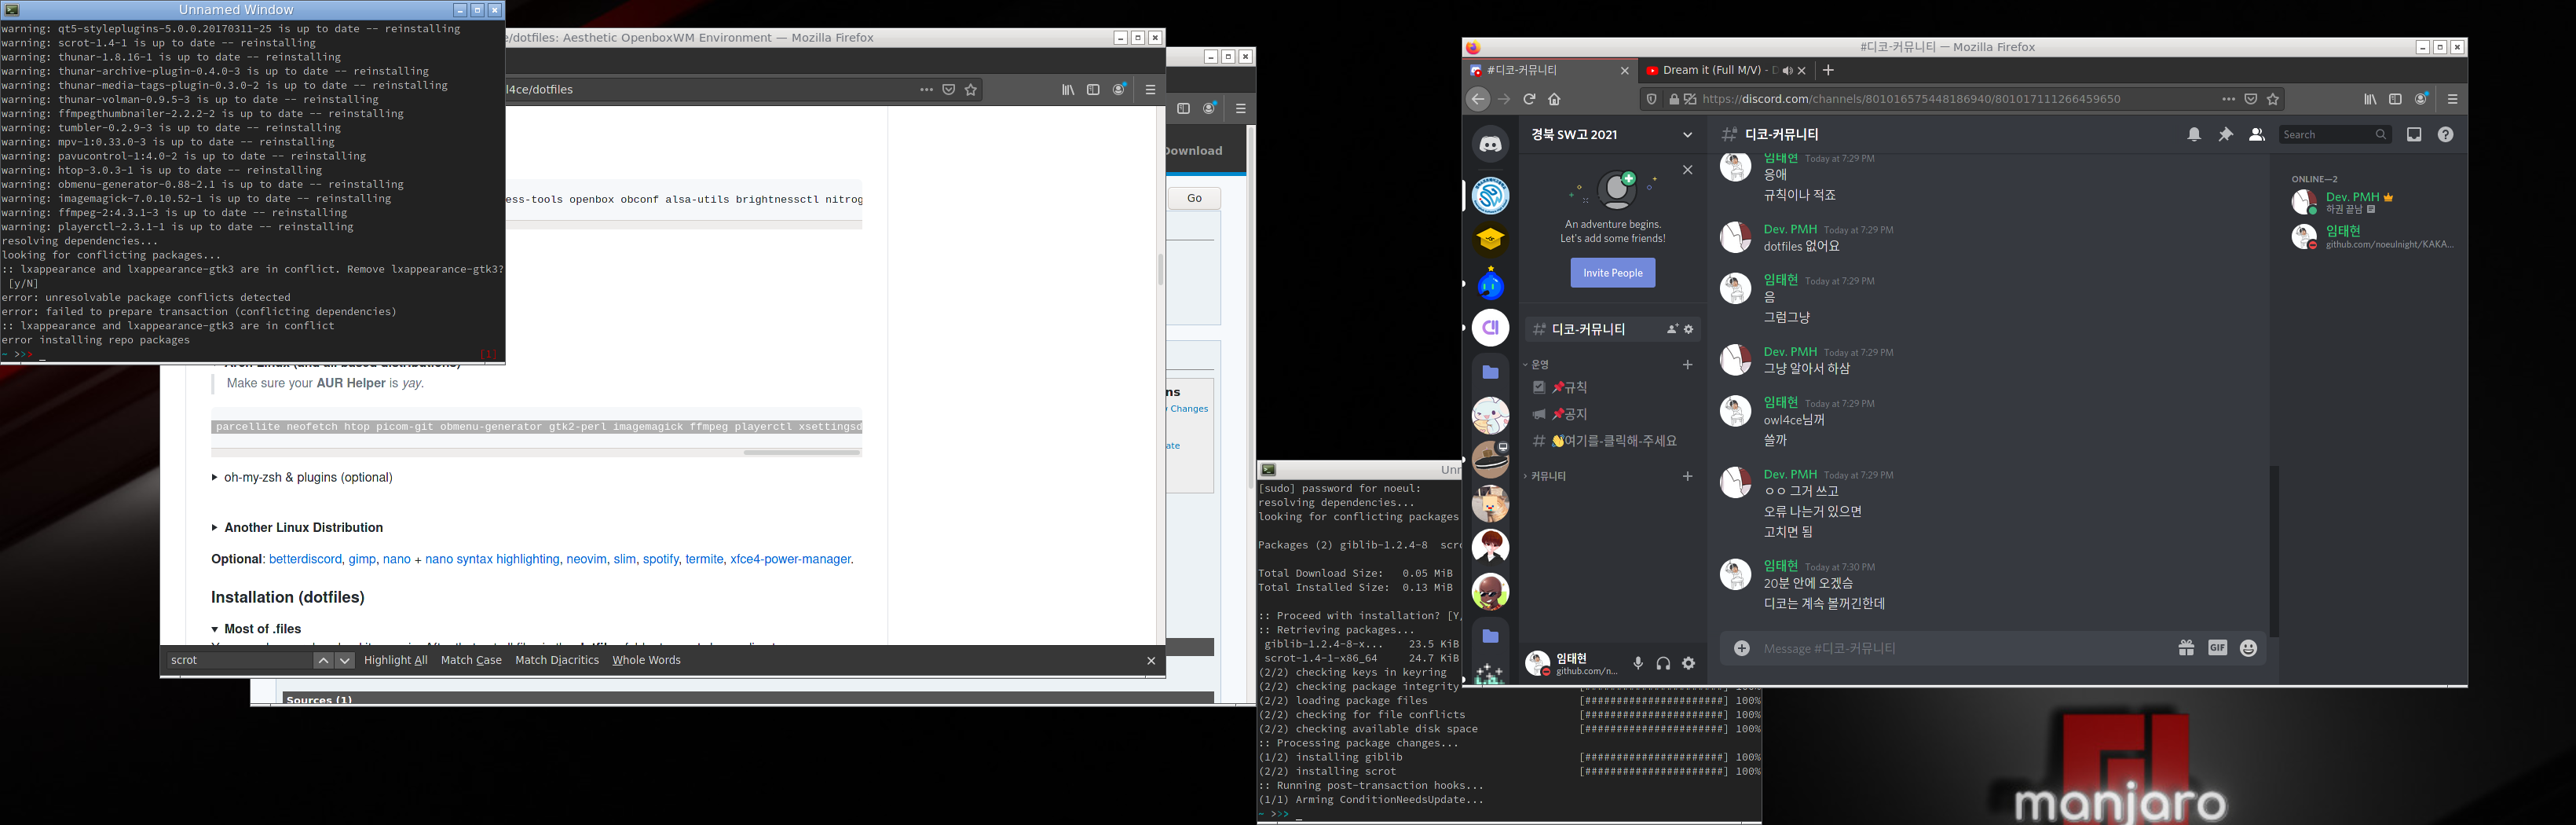 Unnamed Window
warning: qt5-styleplugins-5.0.0.20170311-25 is up to date -- reinstalling
warning: scrot-1.4-1 is up to date -- reinstalling
warning: thunar-1.8.16-1 is up to date -- reinstalling
warning: thunar-archive-plugin-0.4.0-3 is up to date -- reinstalling
warning: thunar-media-tags-plugin-0.3.0-2 is up to date -- reinstalling
warning: thunar-volman-0.9.5-3 is up to date -- reinstalling
warning: ffmpegthumbnailer-2.2.2-2 is up to date -- reinstalling
warning: tumbler-0.2.9-3 is up to date -- reinstalling
warning: mpv-1:0.33.0-3 is up to date -- reinstalling
warning: pavucontrol-1:4.0-2 is up to date -- reinstalling
warning: htop-3.0.3-1 is up to date -- reinstalling
warning: obmenu-generator-0.88-2.1 is up to date -- reinstalling
warning: imagemagick-7.0.10.52-1 is up to date -- reinstalling
warning: ffmpeg-2:4.3.1-3 is up to date -- reinstalling
warning: playerctl-2.3.1-1 is up to date -- reinstalling
resolving dependencies...
looking for conflicting packages...
:: lxappearance and lxappearance-gtk3 are in conflict. Remove lxappearance-gtk3?
[y/N]
error: unresolvable package conflicts detected
error: failed to prepare transaction (conflicting dependencies)
:: lxappearance and lxappearance-gtk3 are in conflict
error installing repo packages
~ >>> _ [1]
e/dotfiles: Aesthetic OpenboxWM Environment — Mozilla Firefox
l4ce/dotfiles
ess-tools openbox obconf alsa-utils brightnessctl nitrog
Make sure your AUR Helper is yay.
parcellite neofetch htop picom-git obmenu-generator gtk2-perl imagemagick ffmpeg playerctl xsettingsd
oh-my-zsh & plugins (optional)
Another Linux Distribution
Optional: betterdiscord, gimp, nano + nano syntax highlighting, neovim, slim, spotify, termite, xfce4-power-manager.
Installation (dotfiles)
Most of .files
scrot
Highlight All
Match Case
Match Diacritics
Whole Words
Download
Go
ns
Changes
ate
Sources (1)
Unn
[sudo] password for noeul:
resolving dependencies...
looking for conflicting packages
Packages (2) giblib-1.2.4-8 scro
Total Download Size: 0.05 MiB
Total Installed Size: 0.13 MiB
:: Proceed with installation? [Y/
:: Retrieving packages...
giblib-1.2.4-8-x... 23.5 KiB
scrot-1.4-1-x86_64 24.7 KiB
(2/2) checking keys in keyring
(2/2) checking package integrity
(2/2) loading package files [######################] 100%
(2/2) checking for file conflicts [######################] 100%
(2/2) checking available disk space [######################] 100%
:: Processing package changes...
(1/2) installing giblib [######################] 100%
(2/2) installing scrot [######################] 100%
:: Running post-transaction hooks...
(1/1) Arming ConditionNeedsUpdate...
~ >>> _
#디코-커뮤니티 — Mozilla Firefox
#디코-커뮤니티
Dream it (Full M/V) - D
https://discord.com/channels/801016575448186940/801017111266459650
경북 SW고 2021
An adventure begins.
Let's add some friends!
Invite People
디코-커뮤니티
운영
📌규칙
📌공지
👋여기를-클릭해-주세요
커뮤니티
임태현
github.com/n...
디코-커뮤니티
Search
임태현 Today at 7:29 PM
응애
규칙이나 적죠
Dev. PMH Today at 7:29 PM
dotfiles 없어요
임태현 Today at 7:29 PM
음
그럼그냥
Dev. PMH Today at 7:29 PM
그냥 알아서 하삼
임태현 Today at 7:29 PM
owl4ce님꺼
쓸까
Dev. PMH Today at 7:29 PM
ㅇㅇ 그거 쓰고
오류 나는거 있으면
고치면 됨
임태현 Today at 7:30 PM
20분 안에 오겠슴
디코는 계속 볼꺼긴한데
Message #디코-커뮤니티
GIF
ONLINE—2
Dev. PMH
하권 끝남
임태현
github.com/noeulnight/KAKA...
manjaro